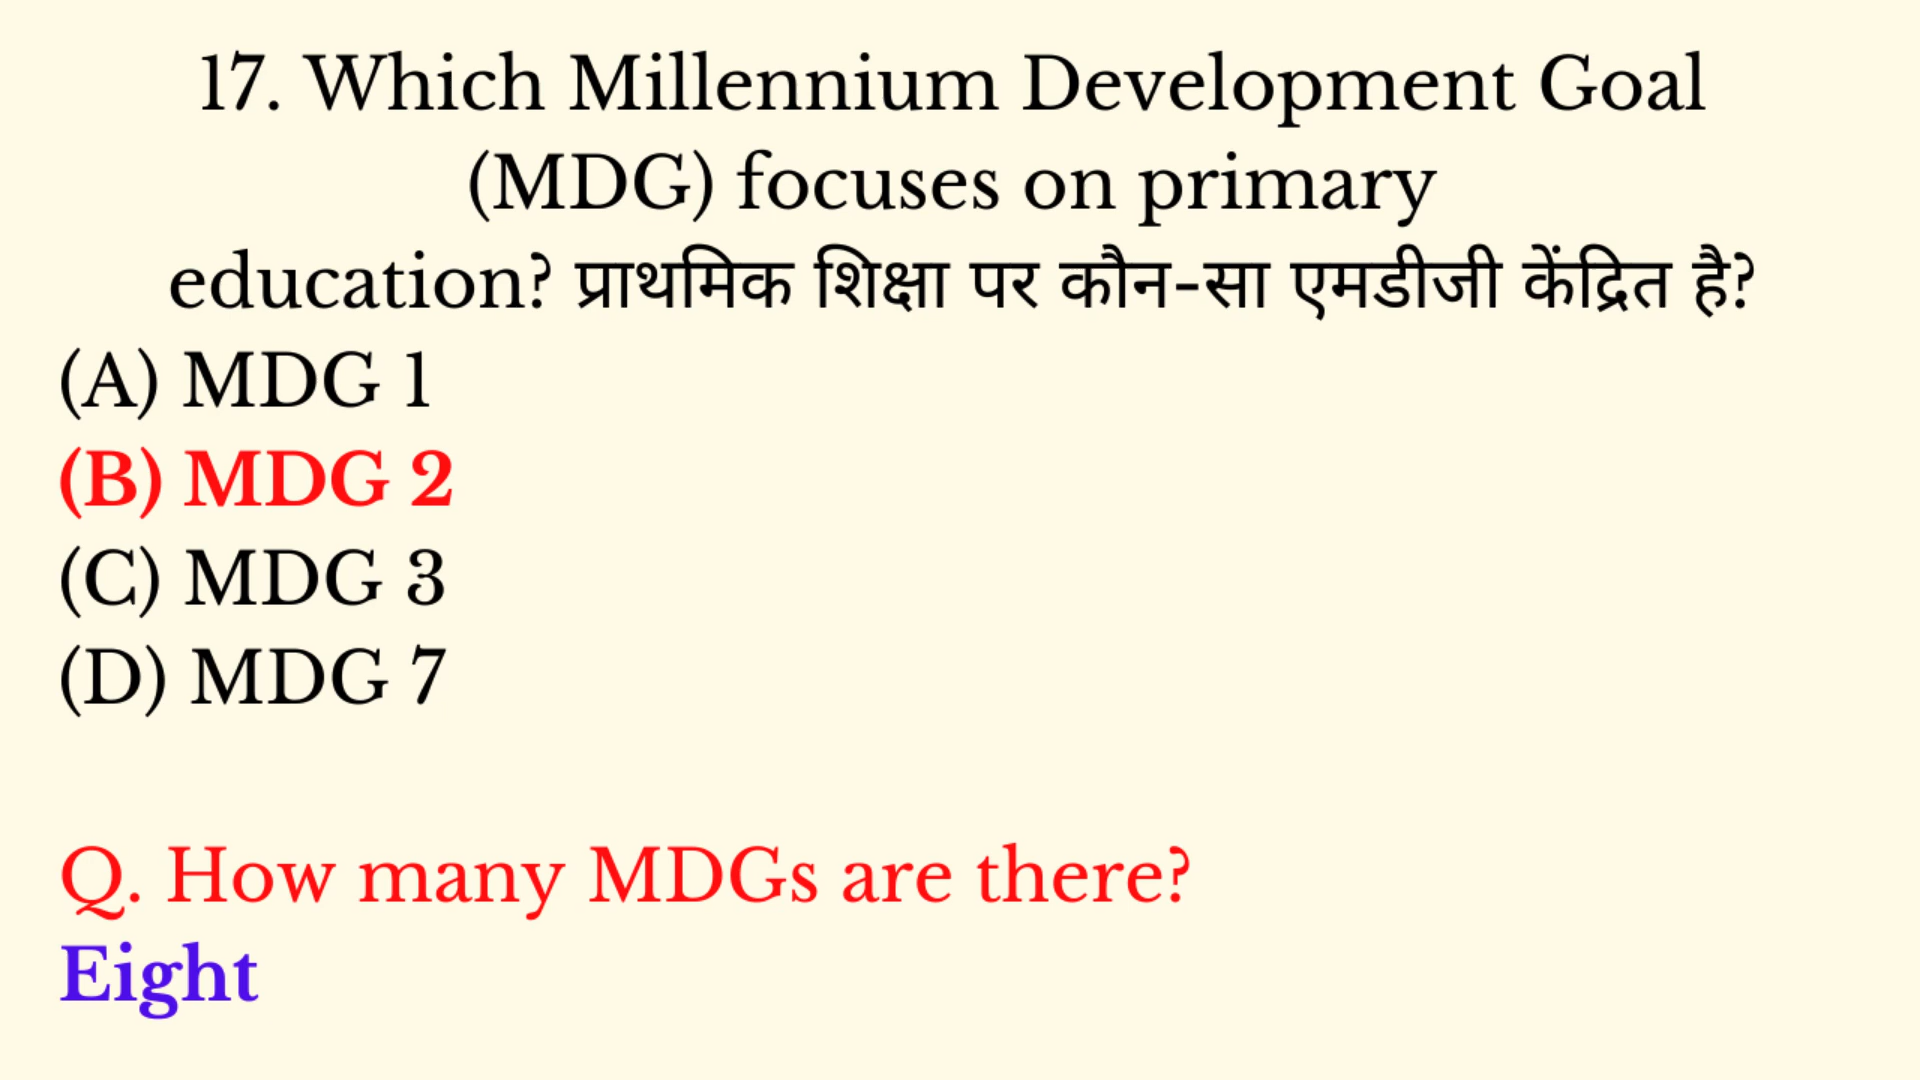 17. Which Millennium Development Goal
(MDG) focuses on primary
education? प्राथमिक शिक्षा पर कौन-सा एमडीजी केंद्रित है?
(A) MDG 1
(B) MDG 2
(C) MDG 3
(D) MDG 7
Q. How many MDGs are there?
Eight